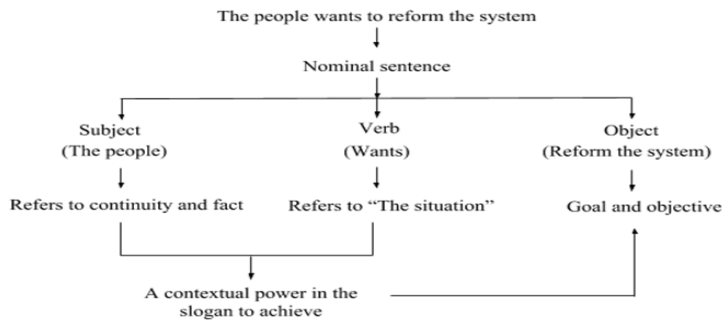 The people wants to reform the system
Nominal sentence
Subject
(The people)
Verb
(Wants)
Object
(Reform the system)
Refers to continuity and fact
Refers to “The situation”
Goal and objective
A contextual power in the
slogan to achieve